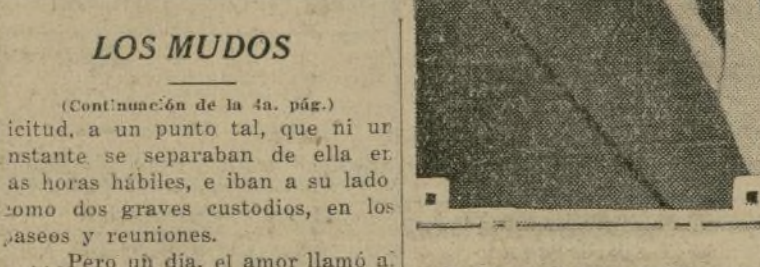 LOS MUDOS
(Continuación de la 4a. pág.)
icitud, a un punto tal, que ni un
nstante se separaban de ella en
as horas hábiles, e iban a su lado
como dos graves custodios, en los
paseos y reuniones.
Pero un día, el amor llamó a